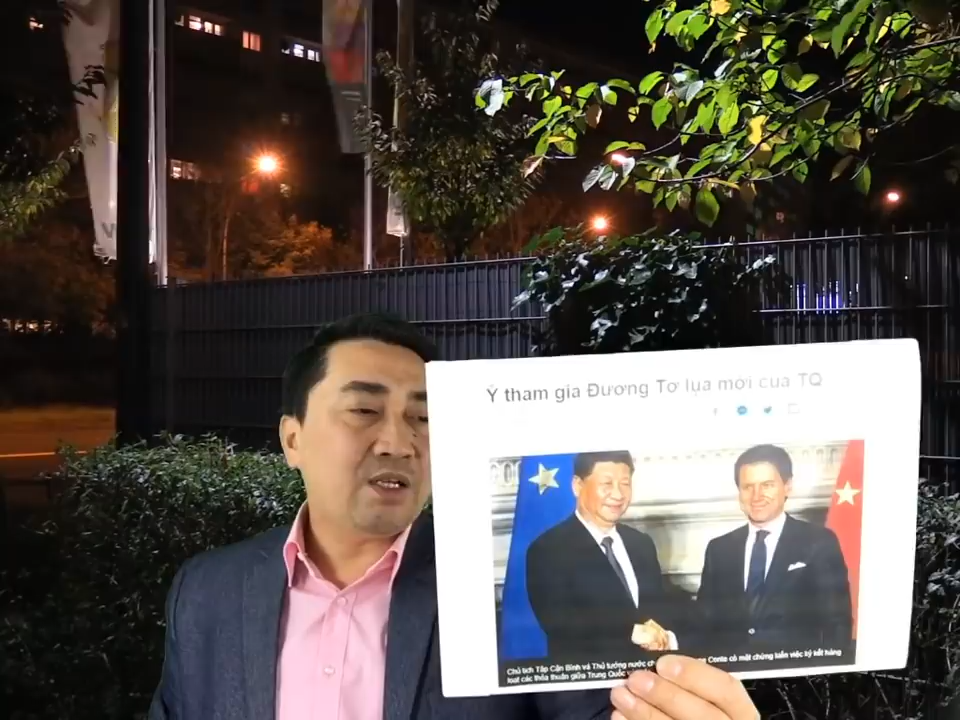 Ý tham gia Đường Tơ lụa mới của TQ
Chủ tịch Tập Cận Bình và Thủ tướng nước Conte có mặt chứng kiến việc ký kết hàng
loạt các thỏa thuận giữa Trung Quốc